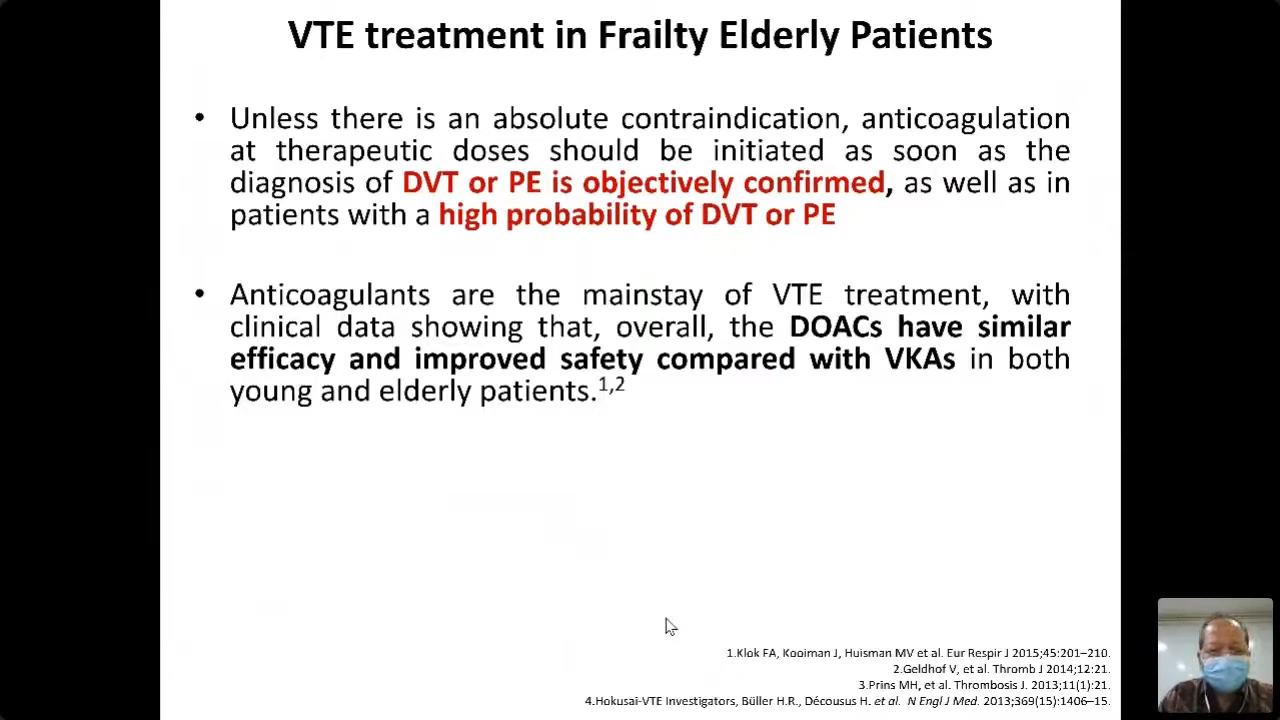 VTE treatment in Frailty Elderly Patients
• Unless there is an absolute contraindication, anticoagulation
at therapeutic doses should be initiated as soon as the
diagnosis of DVT or PE is objectively confirmed, as well as in
patients with a high probability of DVT or PE
• Anticoagulants are the mainstay of VTE treatment, with
clinical data showing that, overall, the DOACs have similar
efficacy and improved safety compared with VKAs in both
young and elderly patients.1,2
1.Klok FA, Kooiman J, Huisman MV et al. Eur Respir J 2015;45:201–210.
2.Geldhof V, et al. Thromb J 2014;12:21.
3.Prins MH, et al. Thrombosis J. 2013;11(1):21.
4.Hokusai-VTE Investigators, Büller H.R., Décousus H. et al. N Engl J Med. 2013;369(15):1406–15.